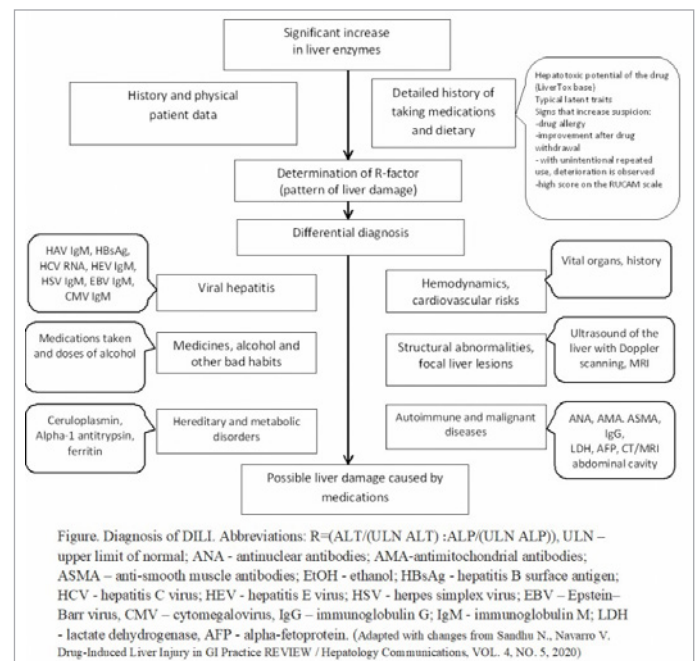 Significant increase
in liver enzymes
History and physical
patient data
Detailed history of
taking medications
and dietary
Hepatotoxic potential of the drug
(LiverTox base)
Typical latent traits
Signs that increase suspicion:
-drug allergy
-improvement after drug
withdrawal
- with unintentional repeated
use, deterioration is observed
-high score on the RUCAM scale
Determination of R-factor
(pattern of liver damage)
Differential diagnosis
HAV IgM, HBsAg,
HCV RNA, HEV IgM,
HSV IgM, EBV IgM,
CMV IgM
Viral hepatitis
Hemodynamics,
cardiovascular risks
Vital organs, history
Medications taken
and doses of alcohol
Medicines, alcohol and
other bad habits
Structural abnormalities,
focal liver lesions
Ultrasound of the
liver with Doppler
scanning, MRI
Ceruloplasmin,
Alpha-1 antitrypsin,
ferritin
Hereditary and metabolic
disorders
Autoimmune and malignant
diseases
ANA, AMA. ASMA,
IgG,
LDH, AFP, CT/MRI
abdominal cavity
Possible liver damage caused by
medications
Figure. Diagnosis of DILI. Abbreviations: R=(ALT/(ULN ALT) :ALP/(ULN ALP)), ULN –
upper limit of normal; ANA - antinuclear antibodies; AMA-antimitochondrial antibodies;
ASMA – anti-smooth muscle antibodies; EtOH - ethanol; HBsAg - hepatitis B surface antigen;
HCV - hepatitis C virus; HEV - hepatitis E virus; HSV - herpes simplex virus; EBV – Epstein–
Barr virus, CMV – cytomegalovirus, IgG – immunoglobulin G; IgM - immunoglobulin M; LDH
- lactate dehydrogenase, AFP - alpha-fetoprotein. (Adapted with changes from Sandhu N., Navarro V.
Drug-Induced Liver Injury in GI Practice REVIEW / Hepatology Communications, VOL. 4, NO. 5, 2020)